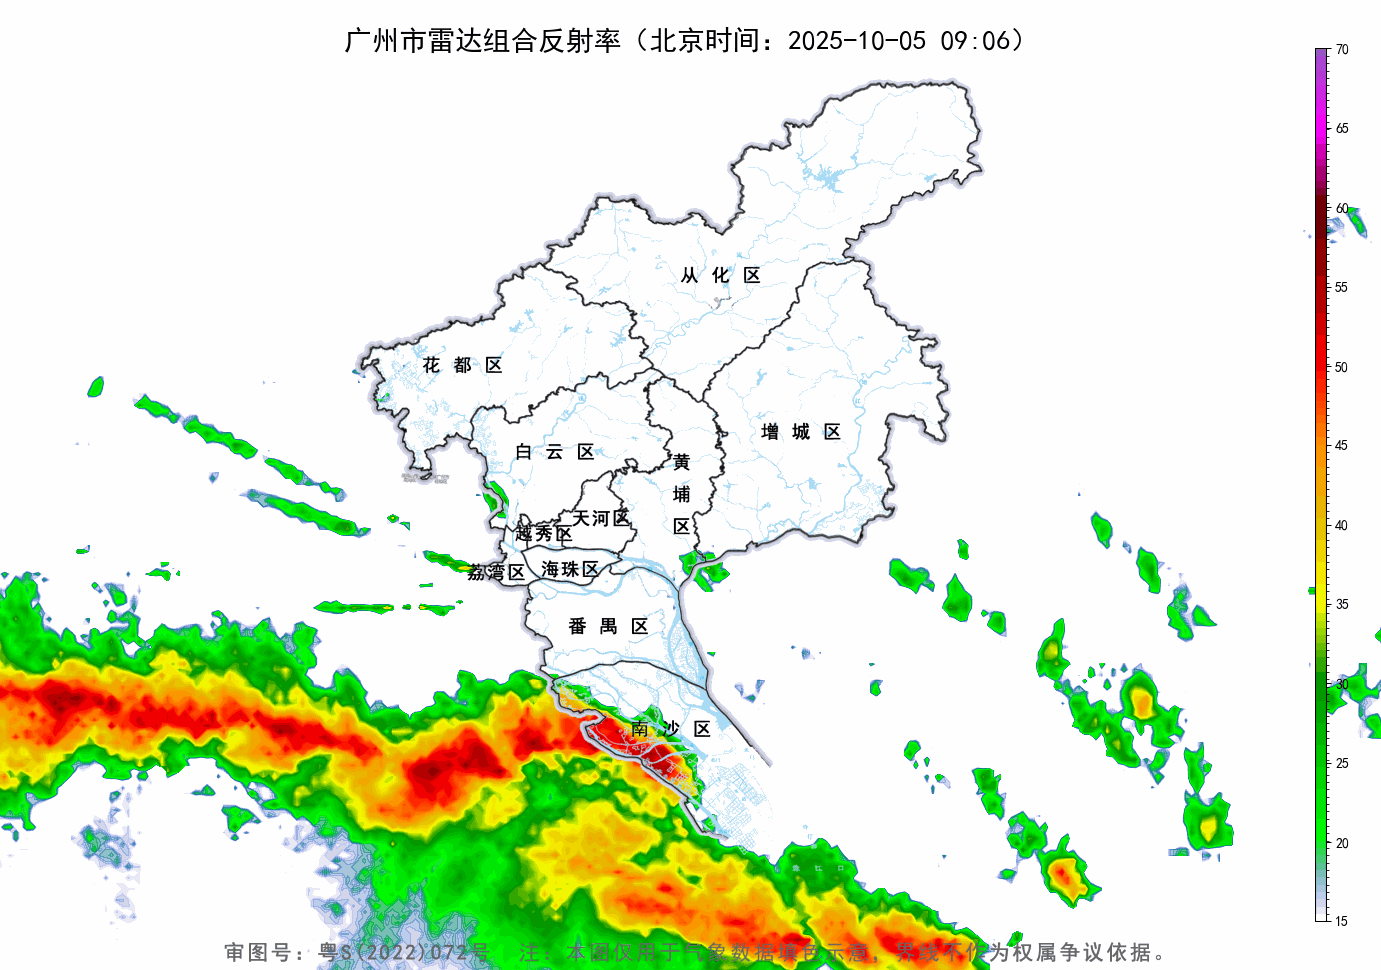 广州市雷达组合反射率（北京时间：2025-10-05 09:06）
70
65
60
55
50
45
40
35
30
25
20
15
从化区
花都区
增城区
白云区
黄埔区
天河区
越秀区
荔湾区
海珠区
番禺区
南沙区
审图号：粤S(2022)072号 注：本图仅用于气象数据填色示意，界线不作为权属争议依据。